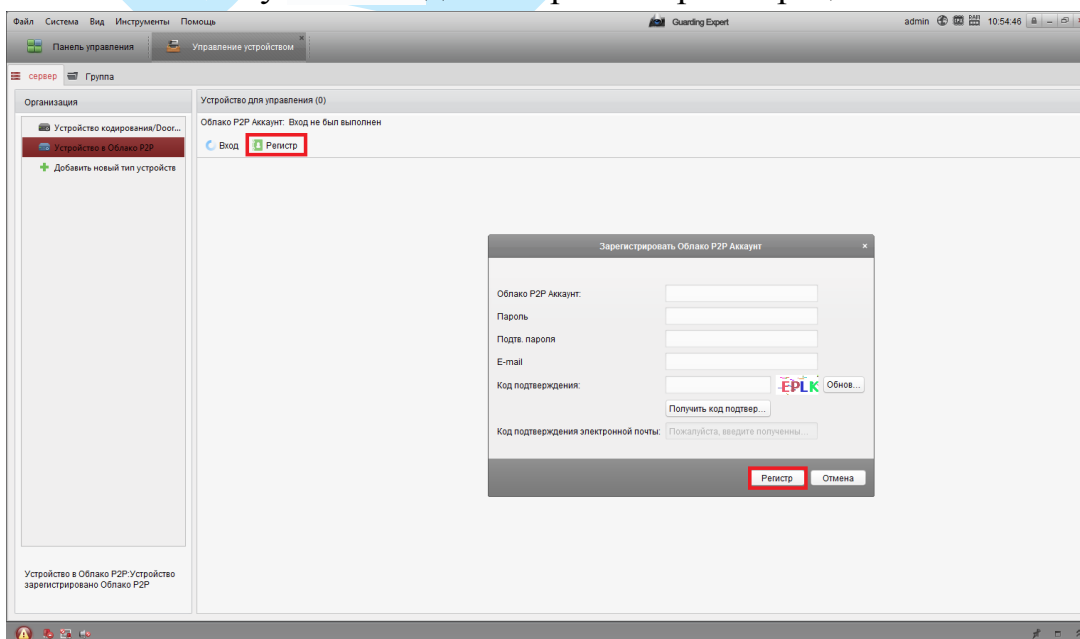 Файл Система Вид Инструменты Помощь
Guarding Expert
admin 10:54:46
Панель управления
Управление устройством
сервер Группа
Организация
Устройство кодирования/Door...
Устройство в Облако P2P
Добавить новый тип устройств
Устройство для управления (0)
Облако P2P Аккаунт: Вход не был выполнен
Вход Регистр
Зарегистрировать Облако P2P Аккаунт
Облако P2P Аккаунт:
Пароль
Подтв. пароля
E-mail
Код подтверждения:
EPLK
Обнов...
Получить код подтвер...
Код подтверждения электронной почты:
Пожалуйста, введите полученны...
Регистр Отмена
Устройство в Облако P2P:Устройство
зарегистрировано Облако P2P